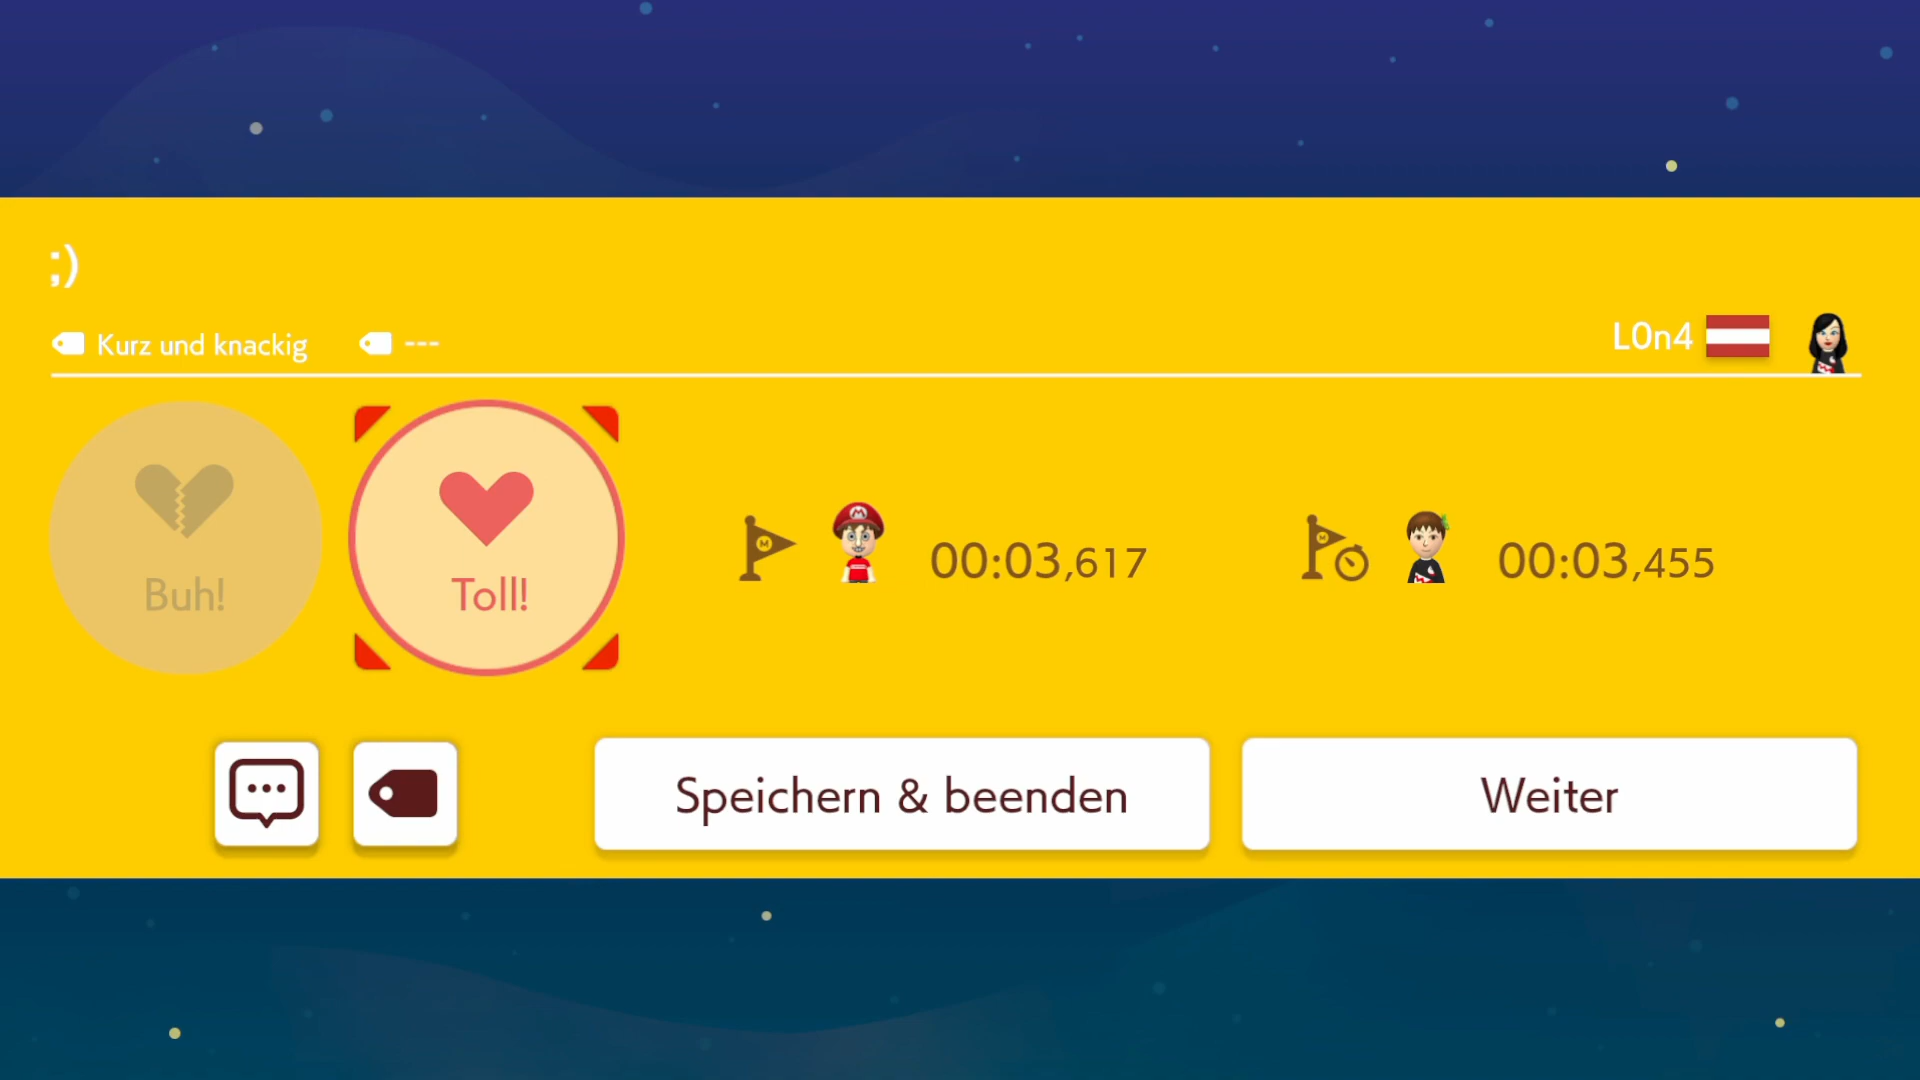 ;)
Kurz und knackig
---
L0n4
Buh!
Toll!
M
M
00:03,617
M
00:03,455
Speichern & beenden
Weiter